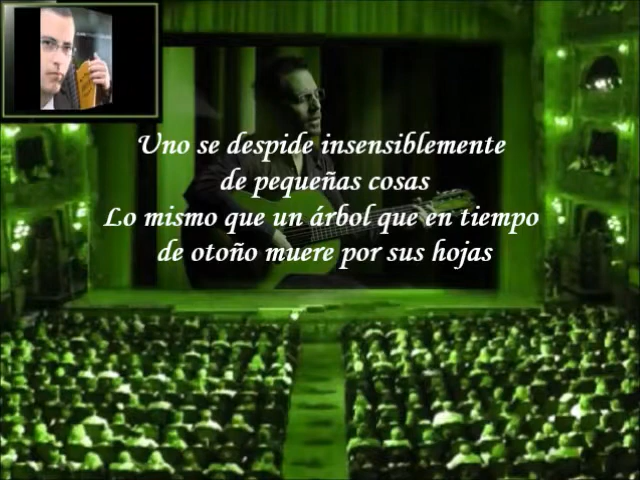 Uno se despide insensiblemente
de pequeñas cosas
Lo mismo que un árbol que en tiempo
de otoño muere por sus hojas